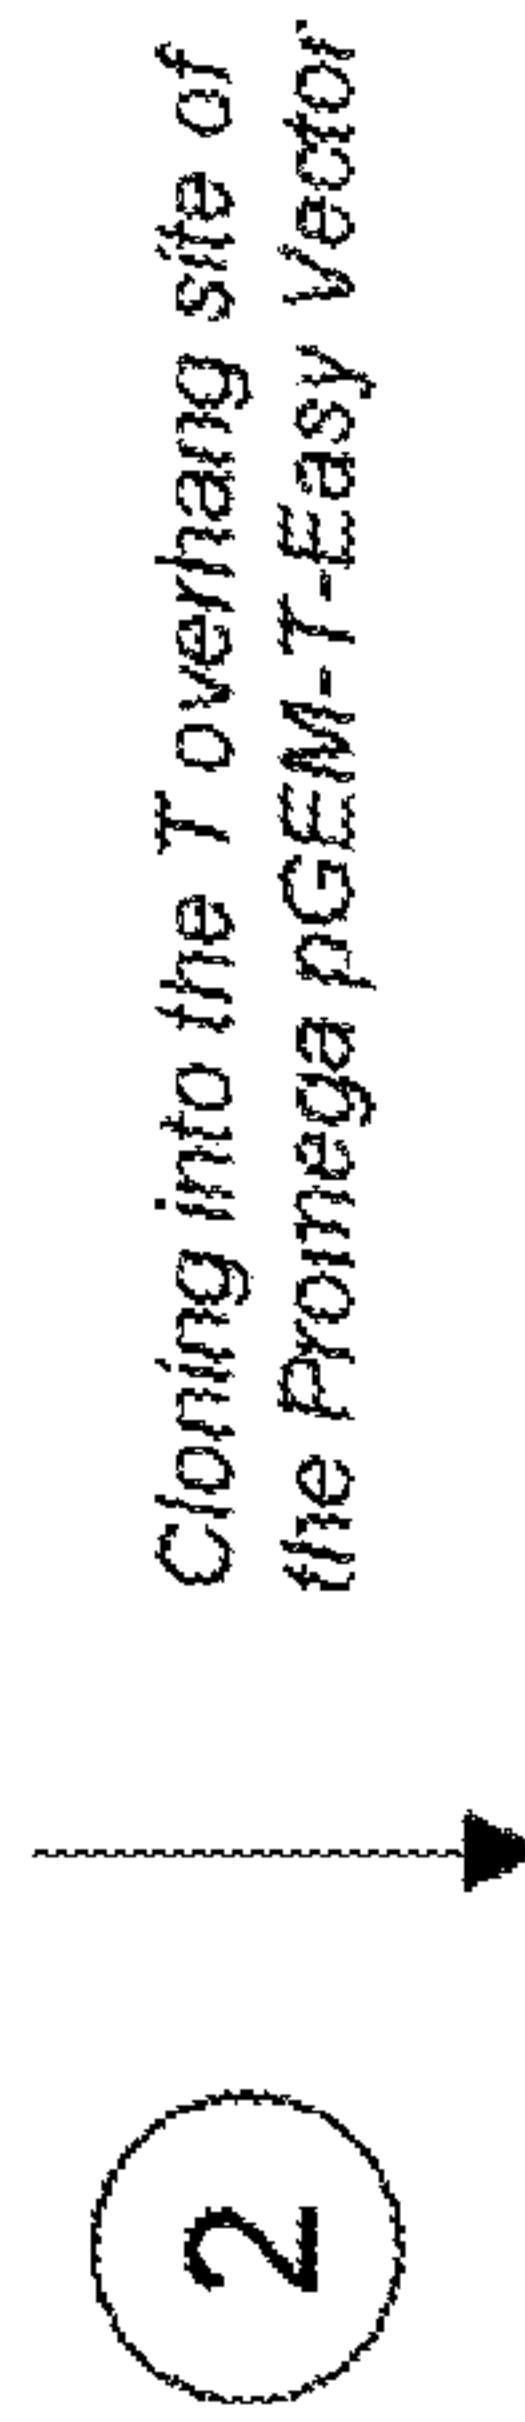 2
Cloning into the T overhang site of
the Promega pGEM-T-Easy Vector